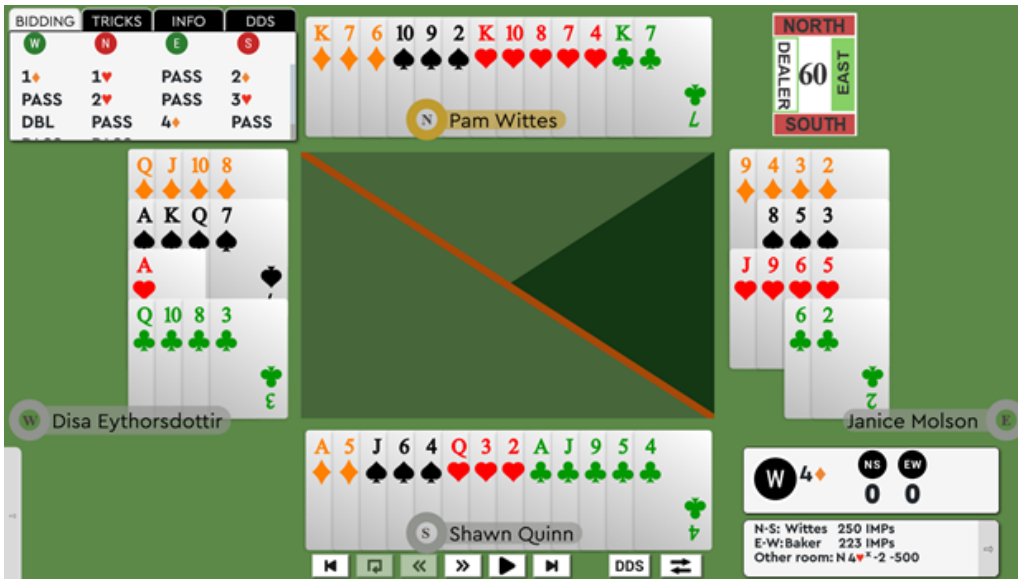 BIDDING TRICKS INFO DDS
W N E S
1♦ 1♥ PASS 2♦
PASS 2♥ PASS 3♥
DBL PASS 4♦ PASS
K 7 6 10 9 2 K 10 8 7 4 K 7
7
N Pam Wittes
NORTH
DEALER 60 EAST
SOUTH
Q J 10 8
A K Q 7
A
Q 10 8 3
3
W Disa Eythorsdottir
9 4 3 2
8 5 3
J 9 6 5
6 2
2
Janice Molson E
A 5 J 6 4 Q 3 2 A J 9 5 4
4
S Shawn Quinn
W 4♦ NS EW
0 0
N-S: Wittes 250 IMPs
E-W: Baker 223 IMPs
Other room: N 4♥ˣ -2 -500
DDS